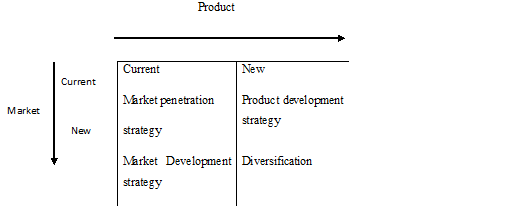 Product
Current
New
Current
Market penetration
Product development
Market
strategy
strategy
New
Market Development
Diversification
strategy